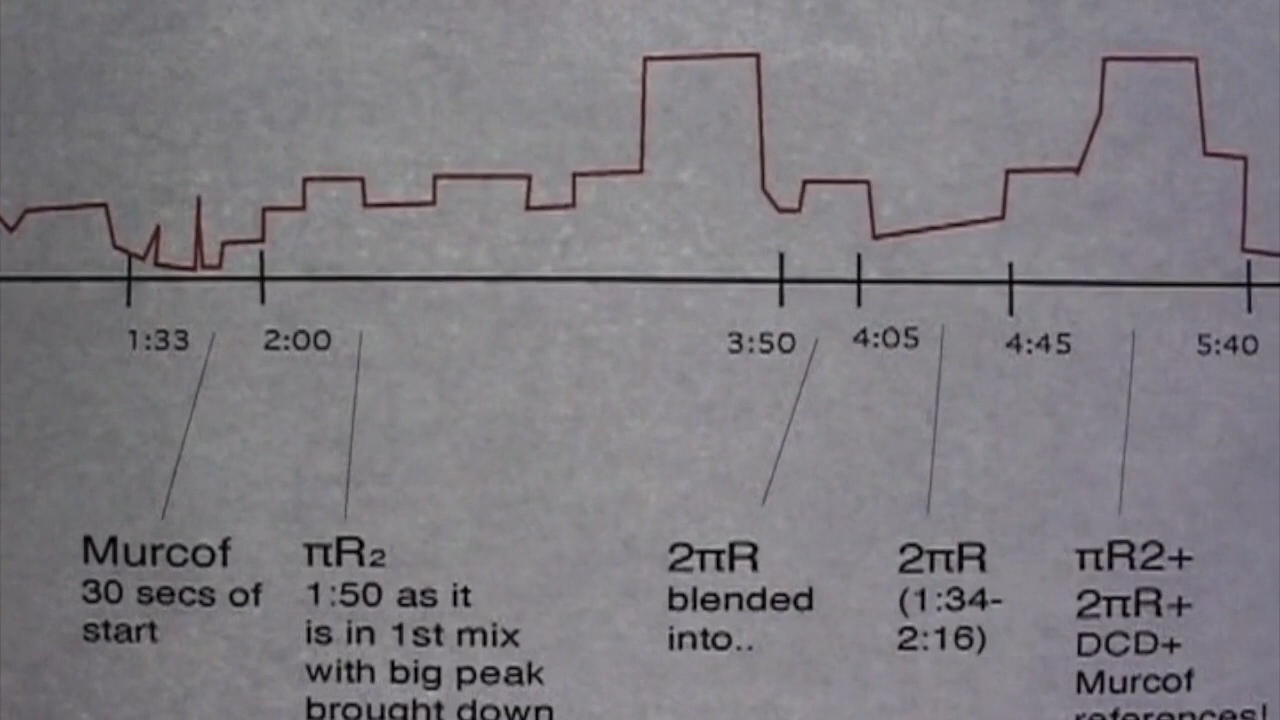 1:33
2:00
3:50
4:05
4:45
5:40
Murcof
30 secs of
start
πR₂
1:50 as it
is in 1st mix
with big peak
brought down
2πR
blended
into..
2πR
(1:34-
2:16)
πR2+
2πR+
DCD+
Murcof
references!